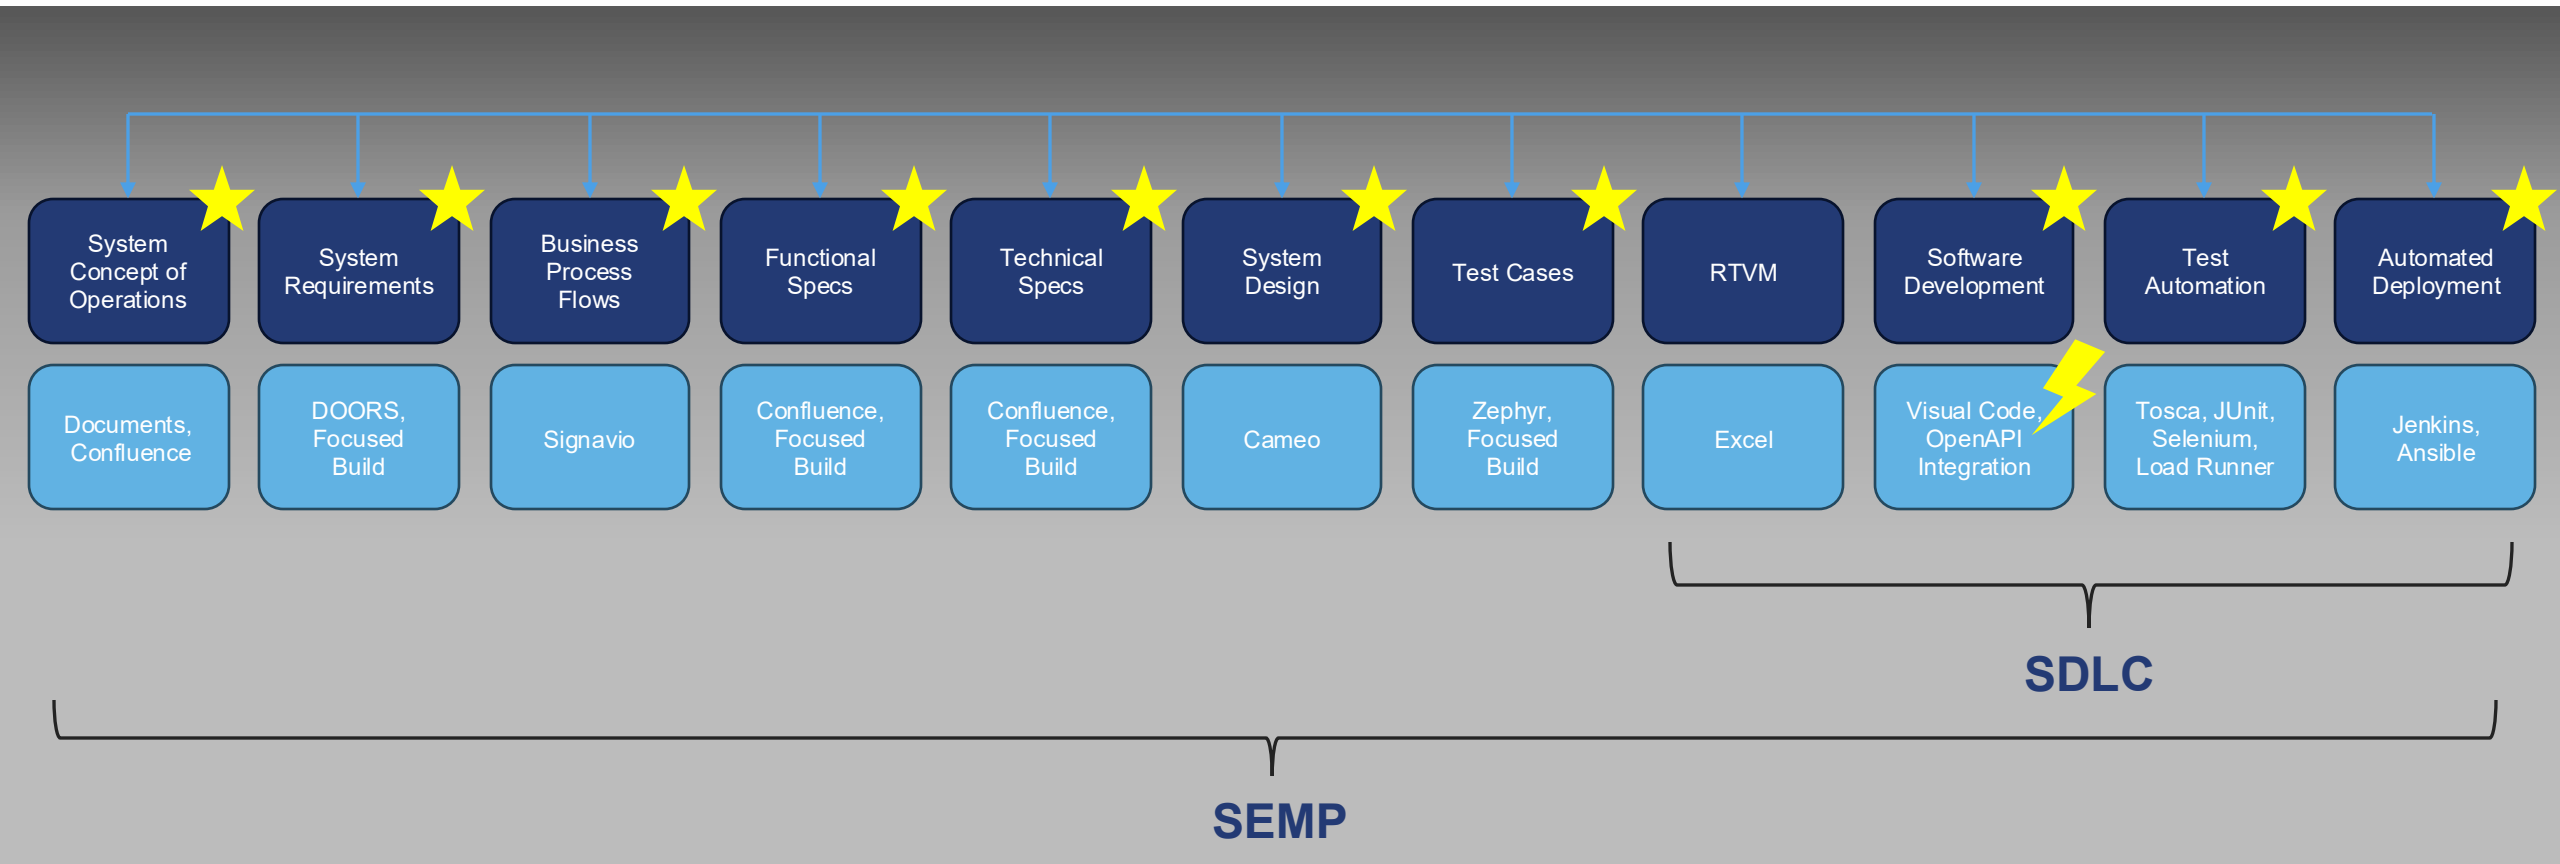 System
Concept of
Operations
System
Requirements
Business
Process
Flows
Functional
Specs
Technical
Specs
System
Design
Test Cases
RTVM
Software
Development
Test
Automation
Automated
Deployment
Documents,
Confluence
DOORS,
Focused
Build
Signavio
Confluence,
Focused
Build
Confluence,
Focused
Build
Cameo
Zephyr,
Focused
Build
Excel
Visual Code,
OpenAPI
Integration
Tosca, JUnit,
Selenium,
Load Runner
Jenkins,
Ansible
SDLC
SEMP